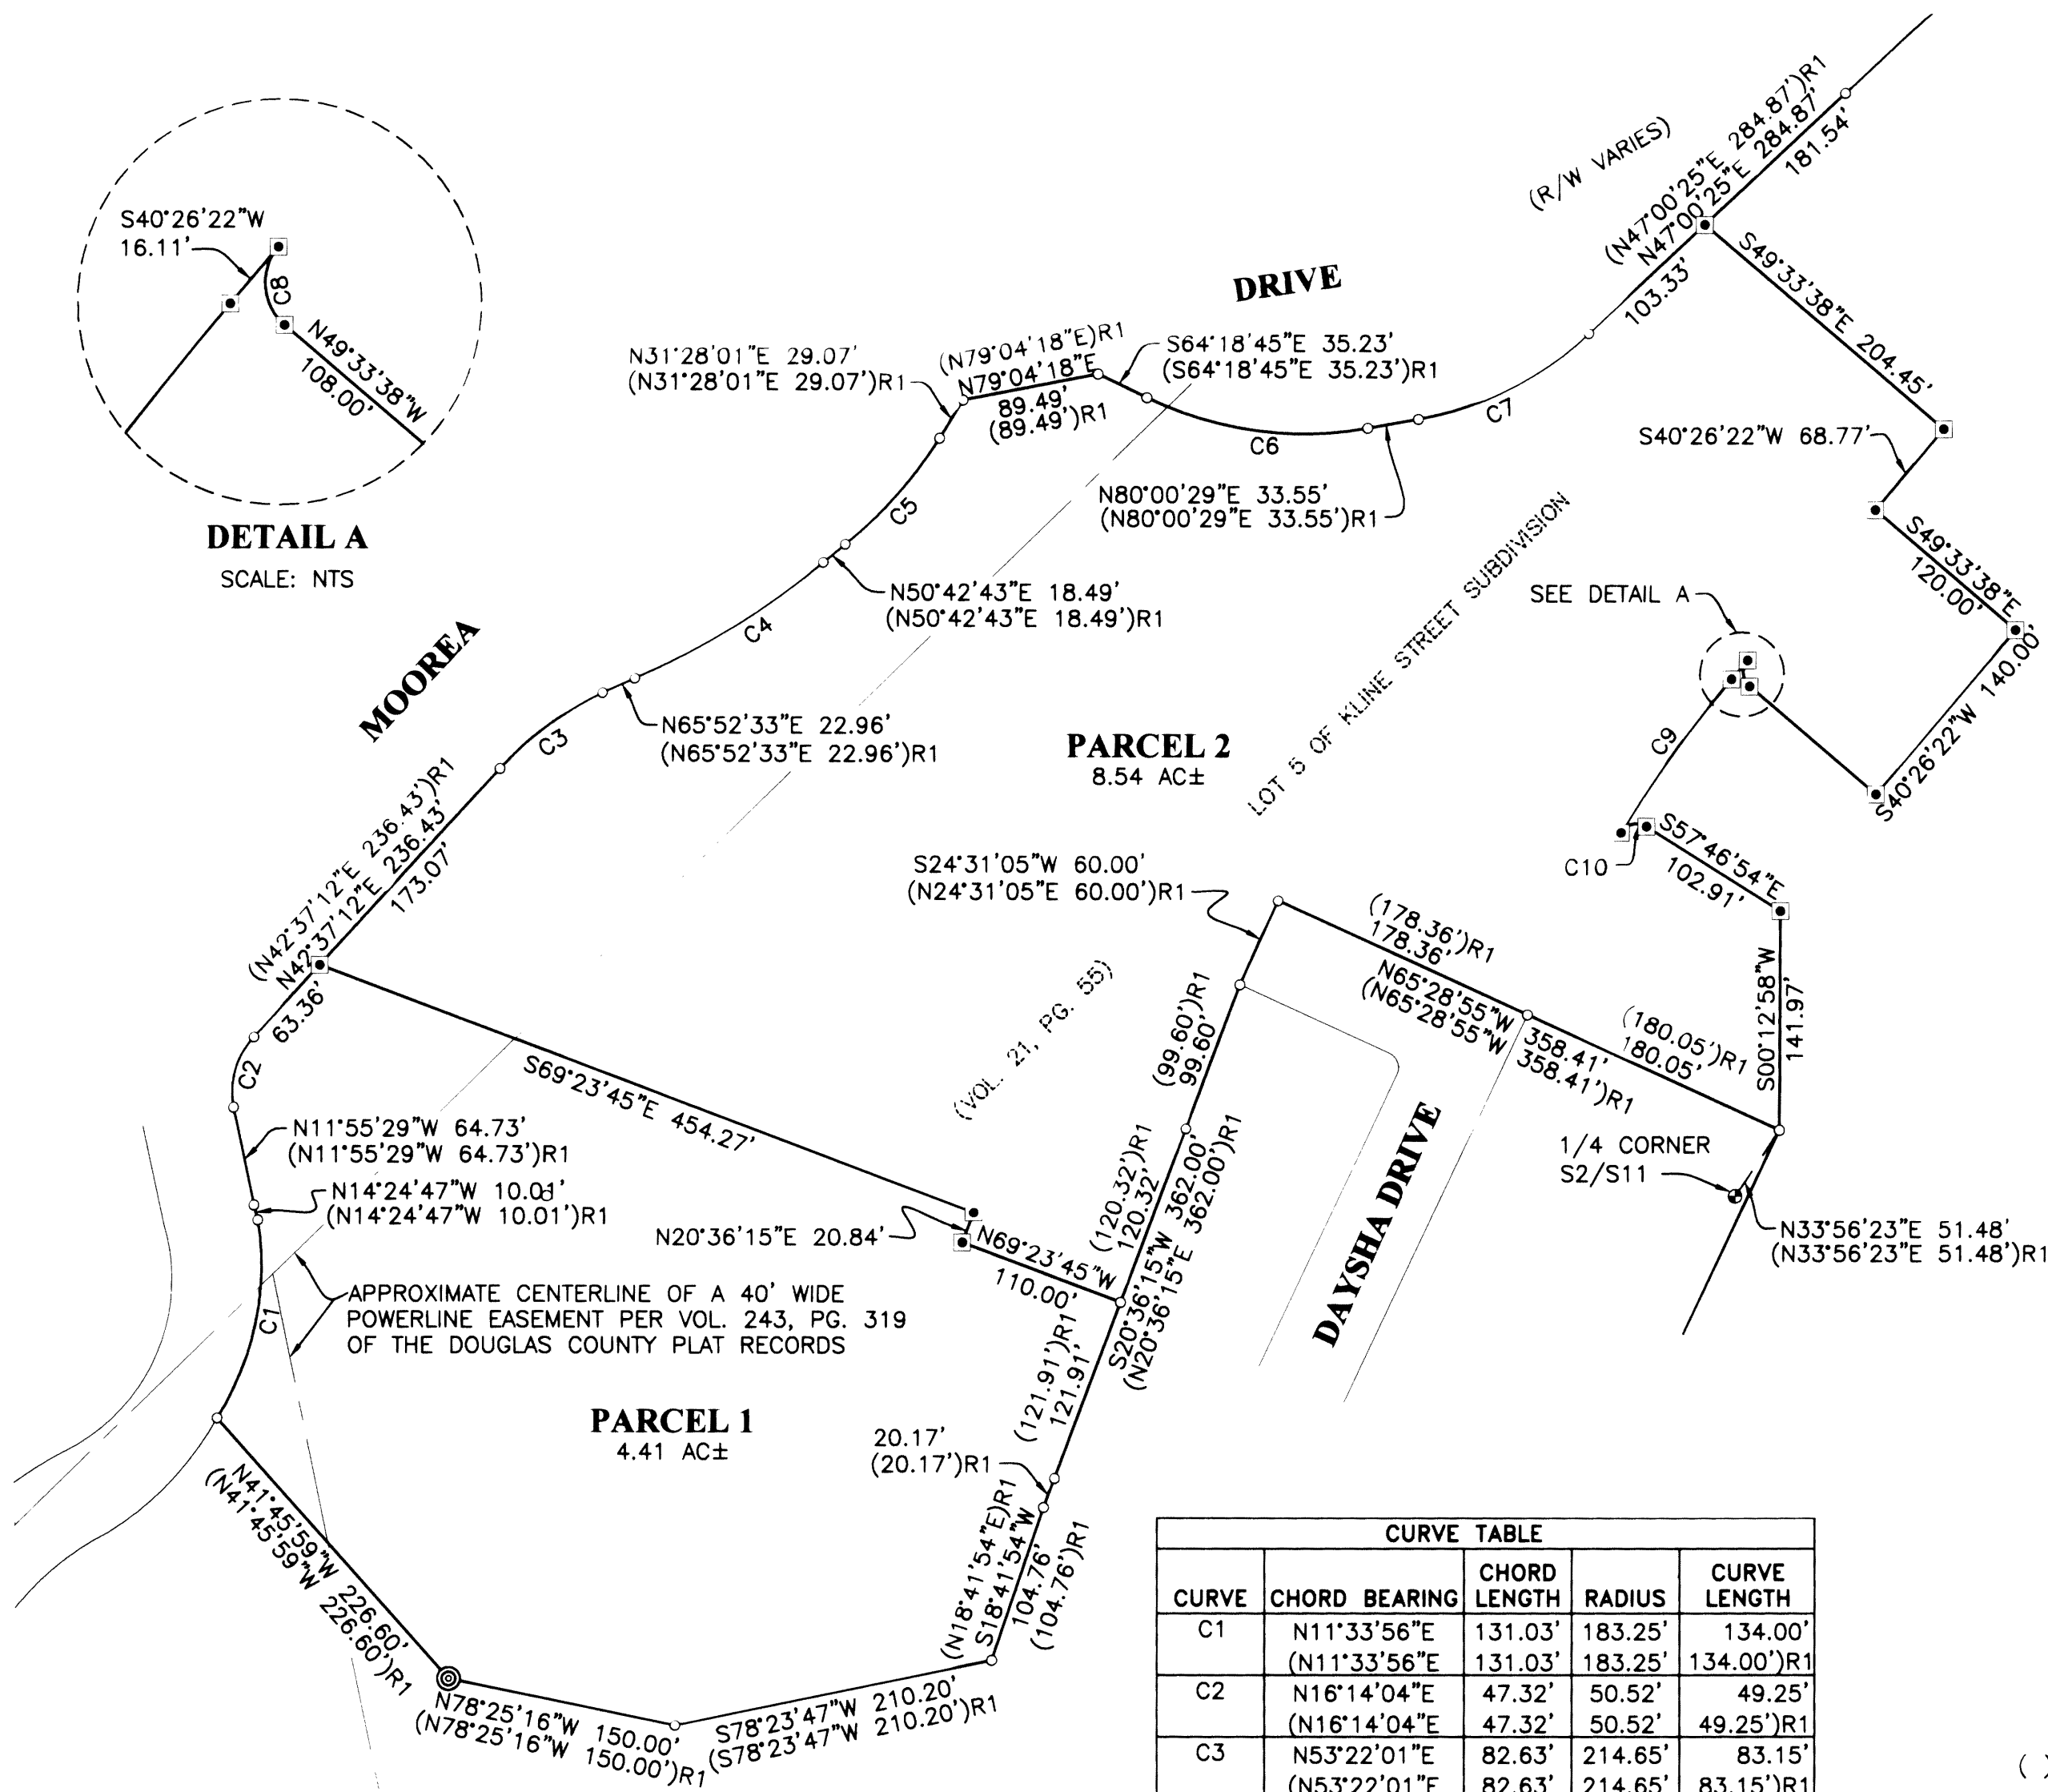 S40°26'22"W
16.11'
C8
N49°33'38"W
108.00'
DETAIL A
SCALE: NTS
(R/W VARIES)
(N47°00'25"E 284.87')R1
N47°00'25"E 284.87'
181.54'
103.33'
DRIVE
S49°33'38"E 204.45'
N31°28'01"E 29.07'
(N31°28'01"E 29.07')R1
(N79°04'18"E)R1
N79°04'18"E
89.49'
(89.49')R1
S64°18'45"E 35.23'
(S64°18'45"E 35.23')R1
C7
C6
S40°26'22"W 68.77'
N80°00'29"E 33.55'
(N80°00'29"E 33.55')R1
C5
S49°33'38"E
120.00'
N50°42'43"E 18.49'
(N50°42'43"E 18.49')R1
C4
SEE DETAIL A
LOT 5 OF KLINE STREET SUBDIVISION
MOOREA
S40°26'22"W 140.00'
N65°52'33"E 22.96'
(N65°52'33"E 22.96')R1
C3
PARCEL 2
8.54 AC±
C9
C10
S57°46'54"E
102.91'
(N42°37'12"E 236.43')R1
N42°37'12"E 236.43'
173.07'
63.36'
S24°31'05"W 60.00'
(N24°31'05"E 60.00')R1
(178.36')R1
178.36'
N65°28'55"W 358.41'
(N65°28'55"W 358.41')R1
(180.05')R1
180.05'
S00°12'58"W
141.97'
(VOL. 21, PG. 55)
(99.60')R1
99.60'
C2
S69°23'45"E 454.27'
N11°55'29"W 64.73'
(N11°55'29"W 64.73')R1
N14°24'47"W 10.01'
(N14°24'47"W 10.01')R1
(120.32')R1
120.32'
S20°36'15"W 362.00'
(N20°36'15"E 362.00')R1
1/4 CORNER
S2/S11
DAYSHA DRIVE
N20°36'15"E 20.84'
N69°23'45"W
110.00'
N33°56'23"E 51.48'
(N33°56'23"E 51.48')R1
C1
APPROXIMATE CENTERLINE OF A 40' WIDE
POWERLINE EASEMENT PER VOL. 243, PG. 319
OF THE DOUGLAS COUNTY PLAT RECORDS
(121.91')R1
121.91'
PARCEL 1
4.41 AC±
20.17'
(20.17')R1
N41°45'59"W 226.60'
(N41°45'59"W 226.60')R1
(N18°41'54"E)R1
S18°41'54"W
104.76'
(104.76')R1
N78°25'16"W 150.00'
(N78°25'16"W 150.00')R1
S78°23'47"W 210.20'
(S78°23'47"W 210.20')R1
CURVE TABLE
CURVE CHORD BEARING CHORD LENGTH RADIUS CURVE LENGTH
C1 N11°33'56"E 131.03' 183.25' 134.00'
(N11°33'56"E 131.03' 183.25' 134.00')R1
C2 N16°14'04"E 47.32' 50.52' 49.25'
(N16°14'04"E 47.32' 50.52' 49.25')R1
C3 N53°22'01"E 82.63' 214.65' 83.15'
(N53°22'01"E 82.63' 214.65' 83.15')R1
( )